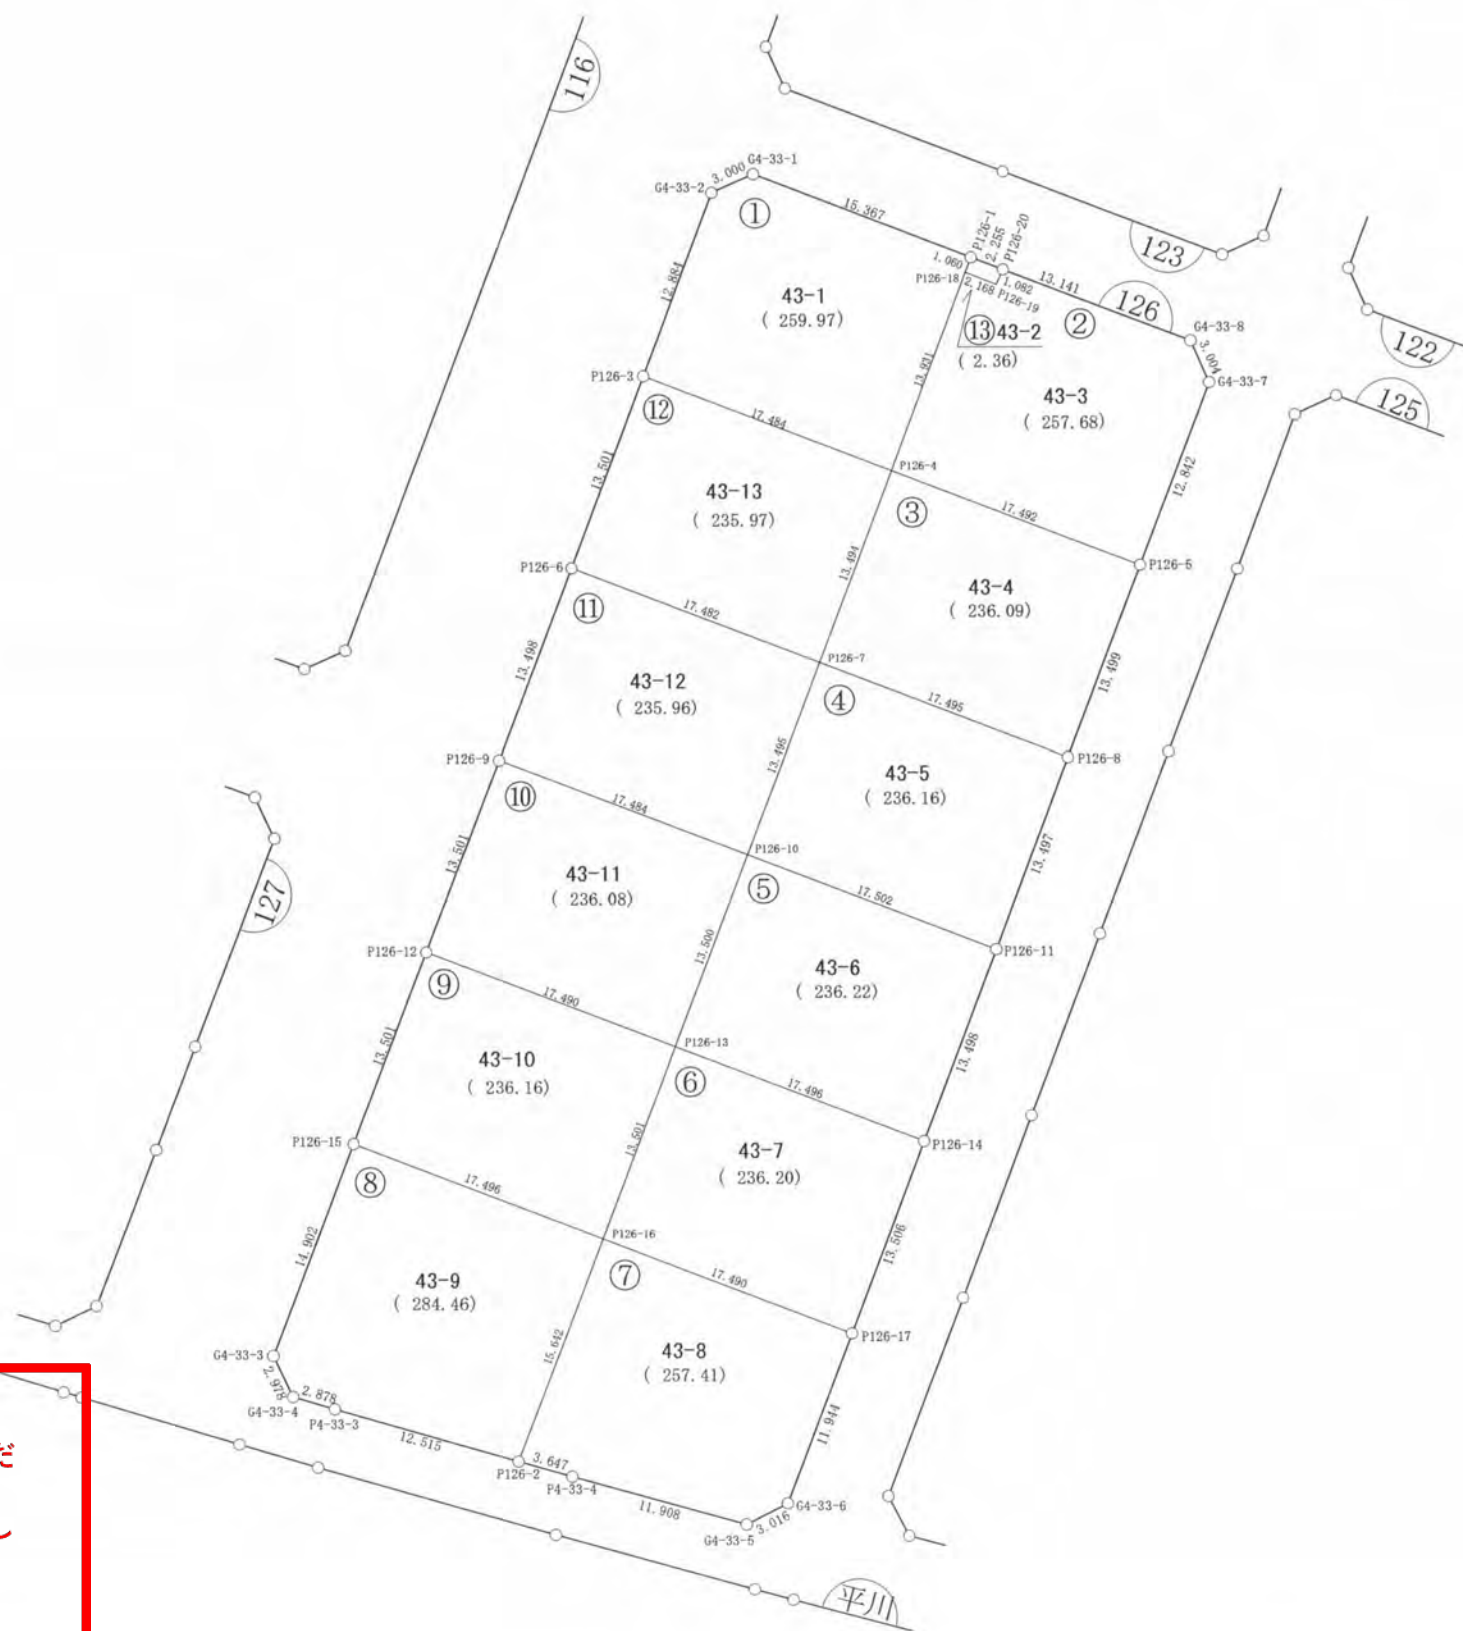 116
G4-33-1
3.000
G4-33-2
①
15.367
P126-1
2.255
P126-20
123
1.060
P126-18
2.168
1.082
P126-19
13.141
126
②
G4-33-8
3.004
G4-33-7
122
125
12.884
43-1
( 259.97)
⑬43-2
( 2.36)
13.931
43-3
( 257.68)
P126-3
⑫
17.484
P126-4
12.842
13.501
43-13
( 235.97)
③
17.492
P126-5
P126-6
⑪
13.494
43-4
( 236.09)
17.482
P126-7
13.499
13.498
43-12
( 235.96)
④
17.495
P126-8
P126-9
⑩
13.495
43-5
( 236.16)
17.484
P126-10
13.497
13.501
43-11
( 236.08)
⑤
17.502
P126-11
127
P126-12
⑨
13.500
43-6
( 236.22)
17.490
P126-13
13.498
13.501
43-10
( 236.16)
⑥
17.496
P126-14
P126-15
⑧
13.501
43-7
( 236.20)
17.496
P126-16
13.506
14.902
43-9
( 284.46)
⑦
17.490
P126-17
15.642
43-8
( 257.41)
G4-33-3
2.978
G4-33-4
2.878
P4-33-3
12.515
P126-2
3.647
P4-33-4
11.944
11.908
G4-33-6
3.016
G4-33-5
だ
し
平川